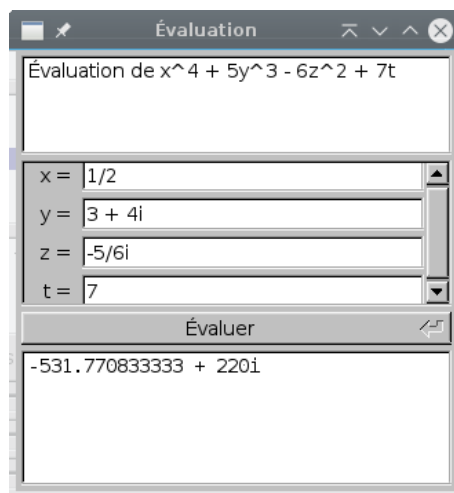 Évaluation
Évaluation de x^4 + 5y^3 - 6z^2 + 7t
x = 1/2
y = 3 + 4i
z = -5/6i
t = 7
Évaluer
-531.770833333 + 220i